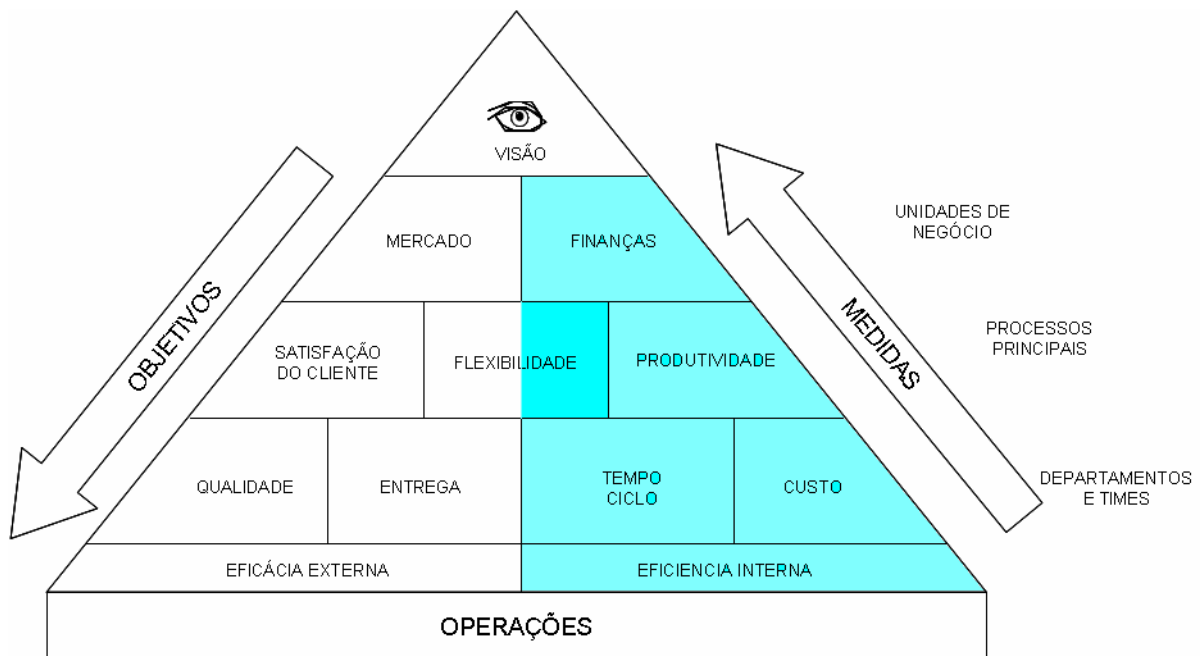 VISÃO
MERCADO
FINANÇAS
UNIDADES DE
NEGÓCIO
OBJETIVOS
MEDIDAS
SATISFAÇÃO
DO CLIENTE
FLEXIBILIDADE
PRODUTIVIDADE
PROCESSOS
PRINCIPAIS
QUALIDADE
ENTREGA
TEMPO
CICLO
CUSTO
DEPARTAMENTOS
E TIMES
EFICÁCIA EXTERNA
EFICIENCIA INTERNA
OPERAÇÕES